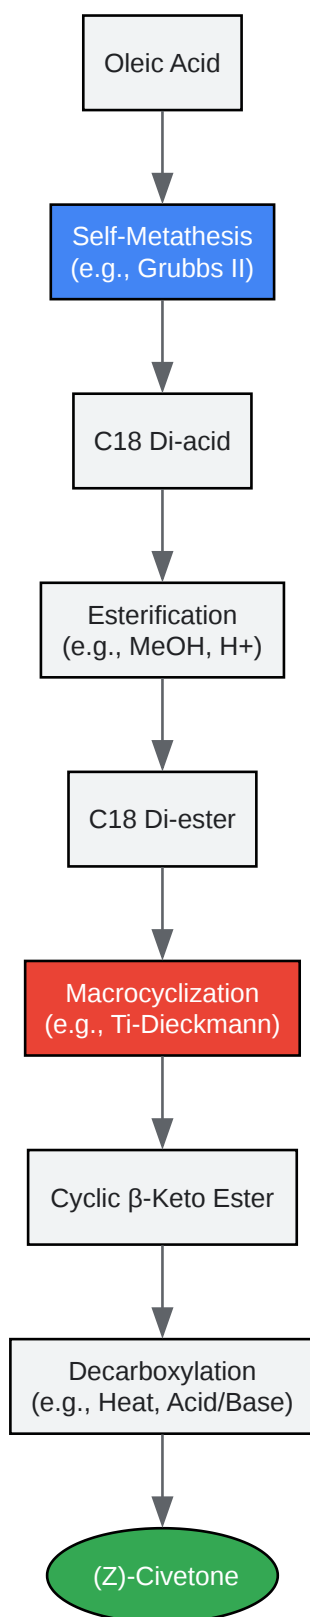 Oleic Acid
Self-Metathesis
(e.g., Grubbs II)
C18 Di-acid
Esterification
(e.g., MeOH, H+)
C18 Di-ester
Macrocyclization
(e.g., Ti-Dieckmann)
Cyclic β-Keto Ester
Decarboxylation
(e.g., Heat, Acid/Base)
(Z)-Civetone